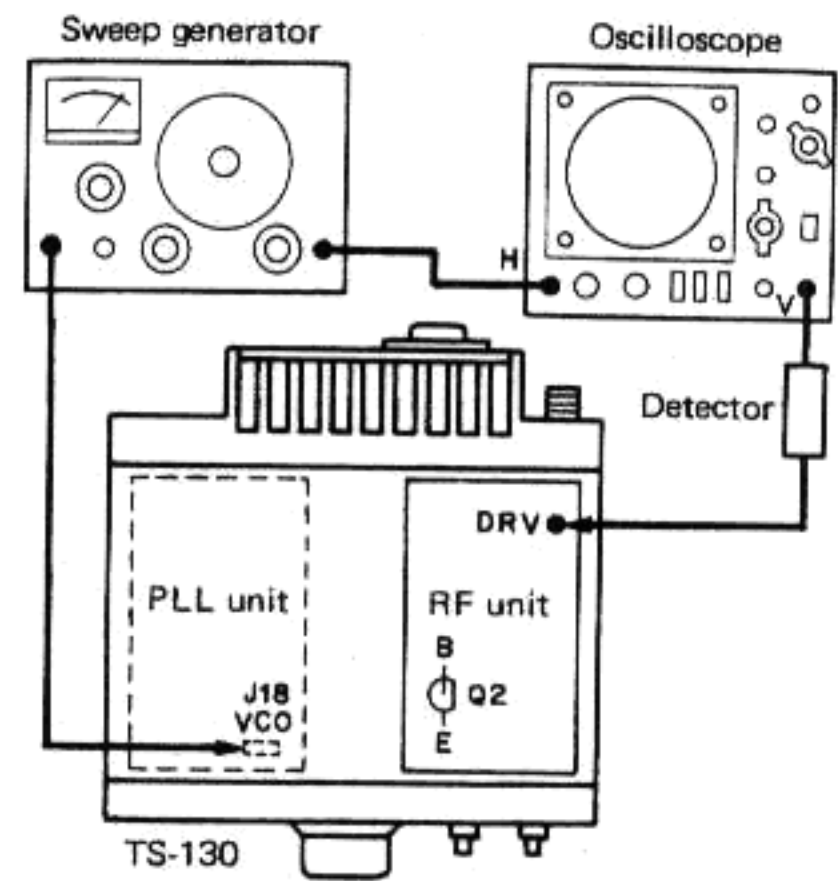 Sweep generator
Oscilloscope
H
V
Detector
DRV
PLL unit
RF unit
B
Q2
E
J18
VCO
TS-130